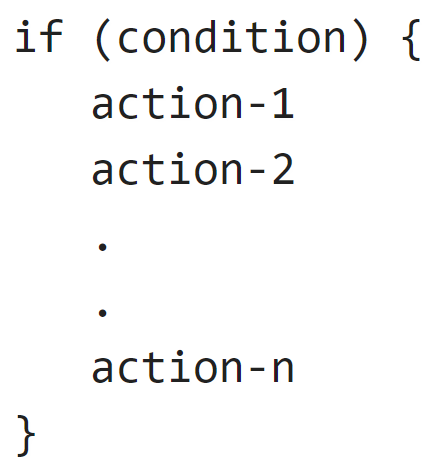 if (condition) {
   action-1
   action-2
   .
   .
   action-n
}